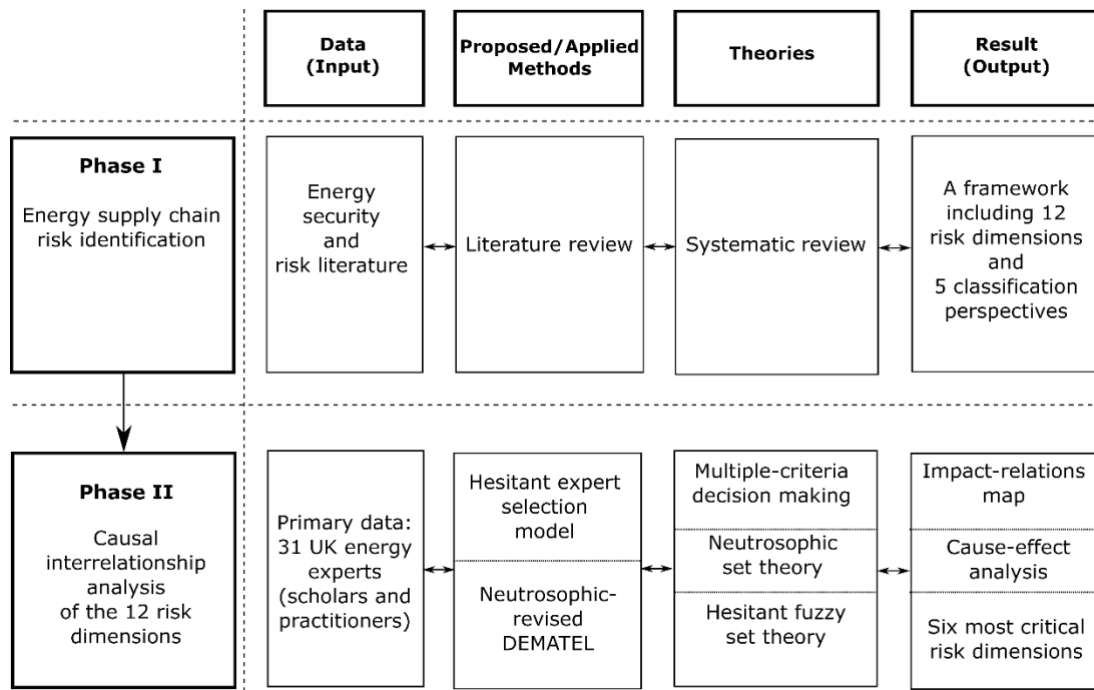 Data
(Input)
Proposed/Applied
Methods
Theories
Result
(Output)
Phase I
Energy supply chain
risk identification
Energy
security
and
risk literature
Literature review
Systematic review
A framework
including 12
risk dimensions
and
5 classification
perspectives
Phase II
Causal
interrelationship
analysis
of the 12 risk
dimensions
Primary data:
31 UK energy
experts
(scholars and
practitioners)
Hesitant expert
selection
model
Neutrosophic-
revised
DEMATEL
Multiple-criteria
decision making
Neutrosophic
set theory
Hesitant fuzzy
set theory
Impact-relations
map
Cause-effect
analysis
Six most critical
risk dimensions